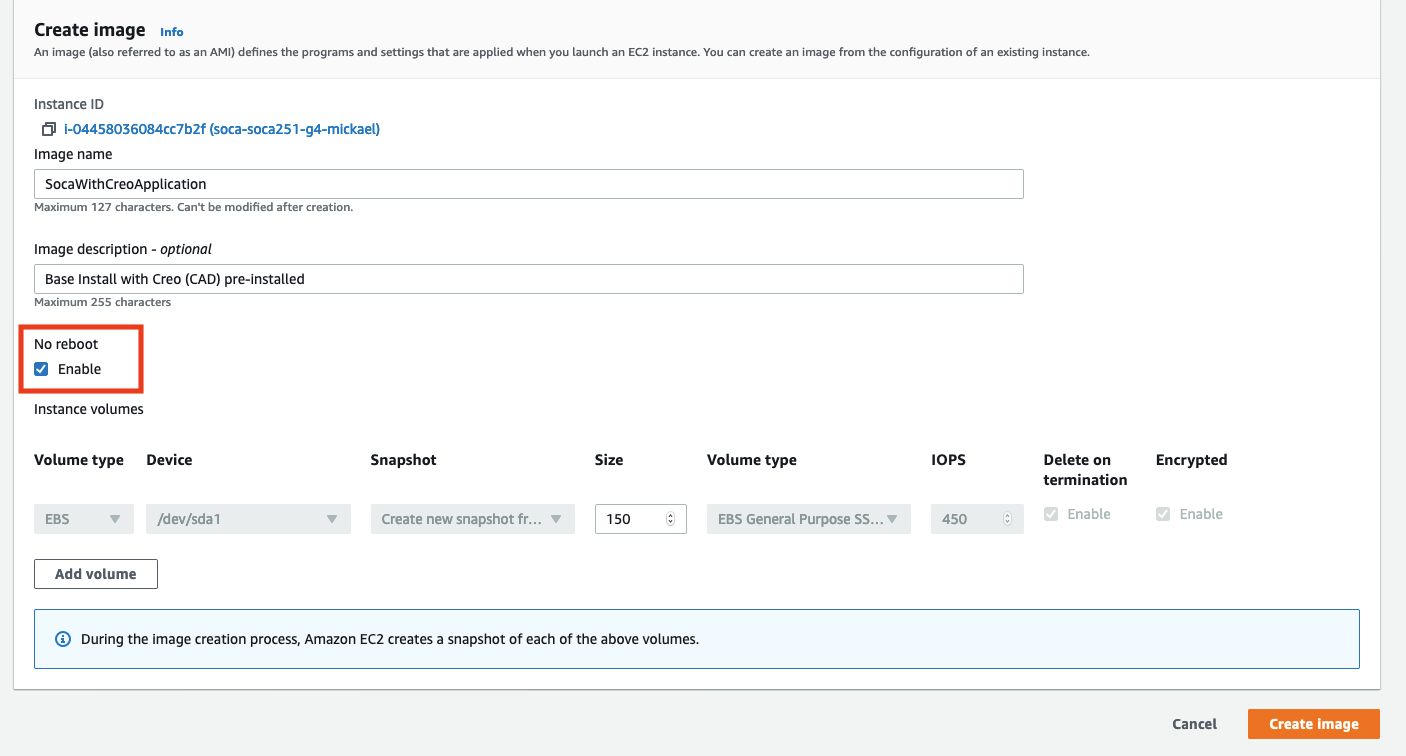 Create image Info
An image (also referred to as an AMI) defines the programs and settings that are applied when you launch an EC2 instance. You can create an image from the configuration of an existing instance.
Instance ID
i-04458036084cc7b2f (soca-soca251-g4-mickael)
Image name
SocaWithCreoApplication
Maximum 127 characters. Can't be modified after creation.
Image description - optional
Base Install with Creo (CAD) pre-installed
Maximum 255 characters
No reboot
Enable
Instance volumes
Volume type Device Snapshot Size Volume type IOPS Delete on termination Encrypted
EBS /dev/sda1 Create new snapshot fr... 150 EBS General Purpose SS... 450 Enable Enable
Add volume
During the image creation process, Amazon EC2 creates a snapshot of each of the above volumes.
Cancel Create image